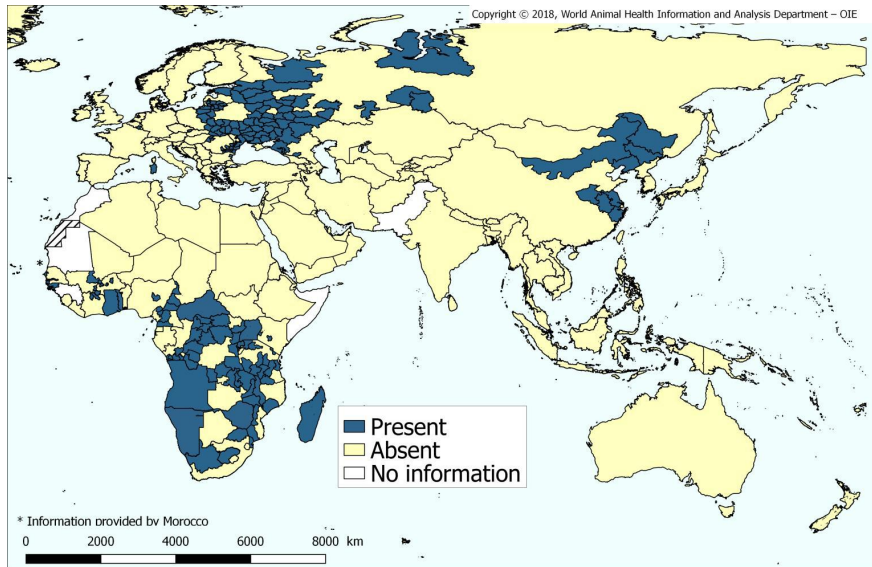 Copyright © 2018, World Animal Health Information and Analysis Department – OIE
Present
Absent
No information
*
* Information provided by Morocco
0 2000 4000 6000 8000 km